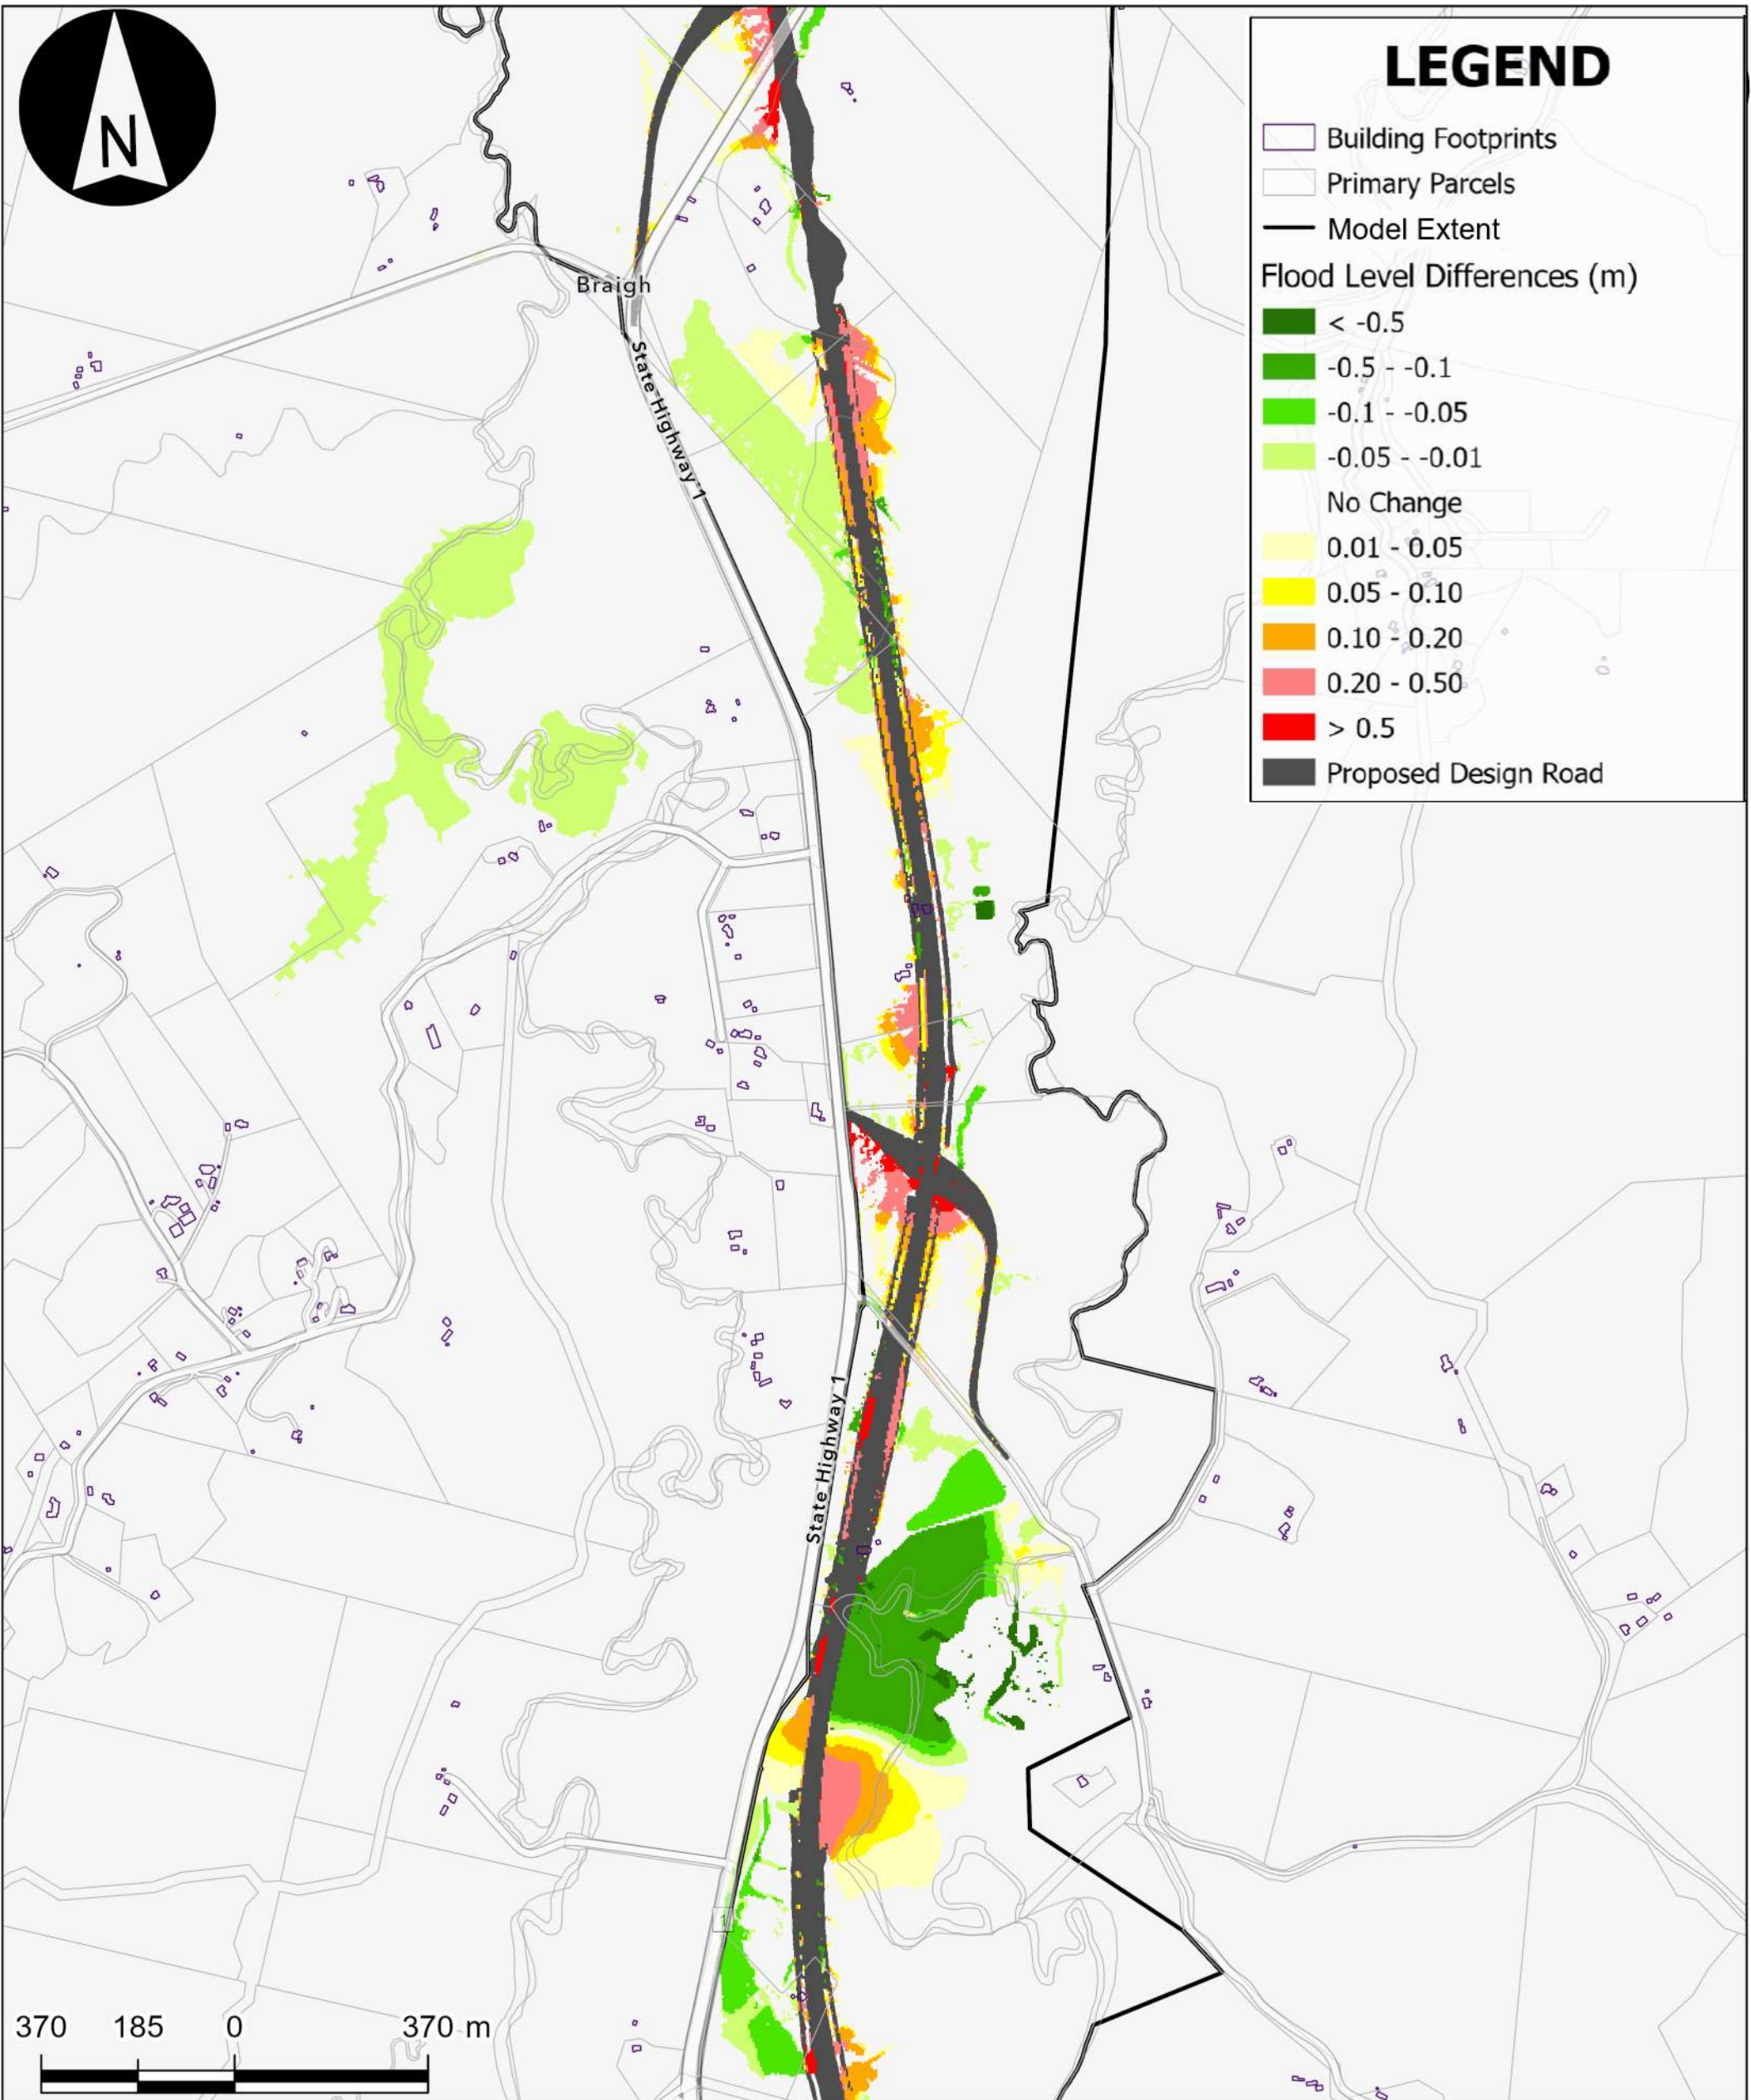 N
LEGEND
Building Footprints
Primary Parcels
Model Extent
Flood Level Differences (m)
< -0.5
-0.5 - -0.1
-0.1 - -0.05
-0.05 - -0.01
No Change
0.01 - 0.05
0.05 - 0.10
0.10 - 0.20
0.20 - 0.50
> 0.5
Proposed Design Road
Braigh
State Highway 1
State Highway 1
370 185 0 370 m